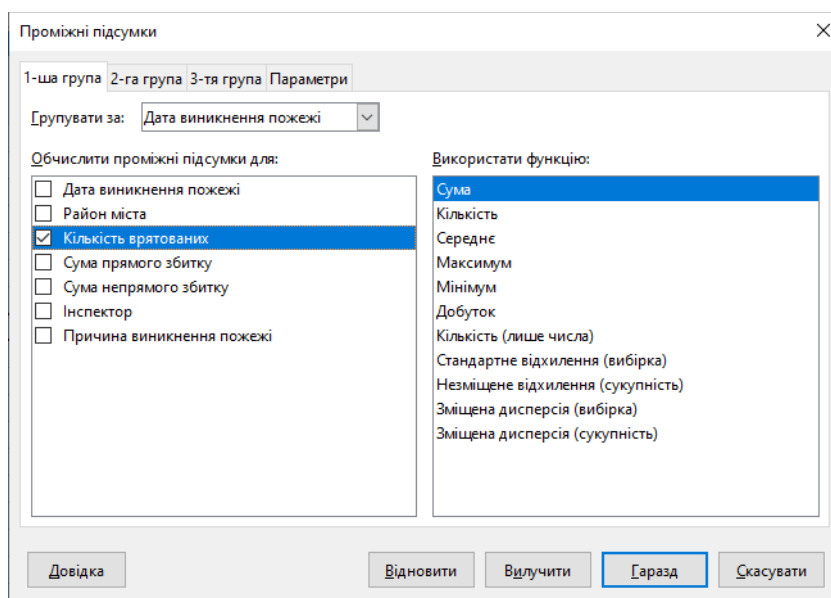 Проміжні підсумки
1-ша група 2-га група 3-тя група Параметри
Групувати за: Дата виникнення пожежі
Обчислити проміжні підсумки для:
Дата виникнення пожежі
Район міста
Кількість врятованих
Сума прямого збитку
Сума непрямого збитку
Інспектор
Причина виникнення пожежі
Використати функцію:
Сума
Кількість
Середнє
Максимум
Мінімум
Добуток
Кількість (лише числа)
Стандартне відхилення (вибірка)
Незміщене відхилення (сукупність)
Зміщена дисперсія (вибірка)
Зміщена дисперсія (сукупність)
Довідка Відновити Вилучити Гаразд Скасувати